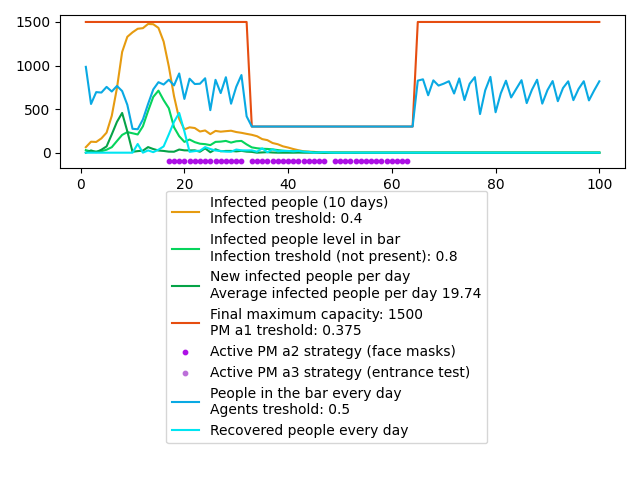 1500
1000
500
0
0 20 40 60 80 100
Infected people (10 days)
Infection treshold: 0.4
Infected people level in bar
Infection treshold (not present): 0.8
New infected people per day
Average infected people per day 19.74
Final maximum capacity: 1500
PM a1 treshold: 0.375
Active PM a2 strategy (face masks)
Active PM a3 strategy (entrance test)
People in the bar every day
Agents treshold: 0.5
Recovered people every day